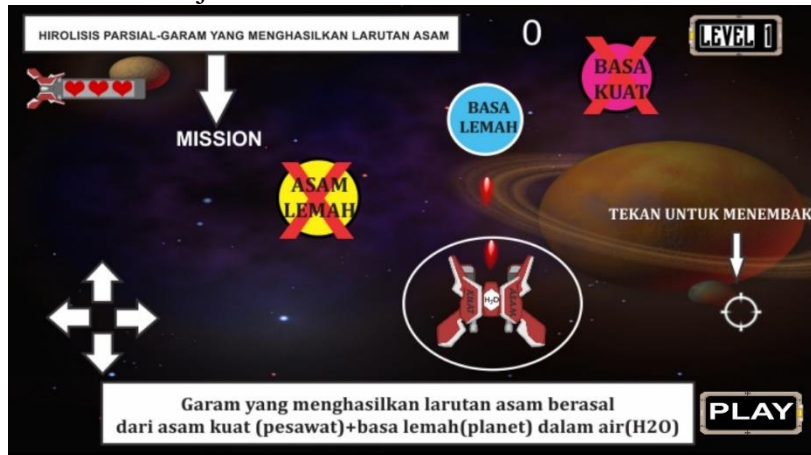 HIROLISIS PARSIAL-GARAM YANG MENGHASILKAN LARUTAN ASAM
0
LEVEL 1
MISSION
BASA
KUAT
BASA
LEMAH
ASAM
LEMAH
TEKAN UNTUK MENEMBAK
KUAT
H2O
ASAM
Garam yang menghasilkan larutan asam berasal
dari asam kuat (pesawat)+basa lemah(planet) dalam air(H2O)
PLAY